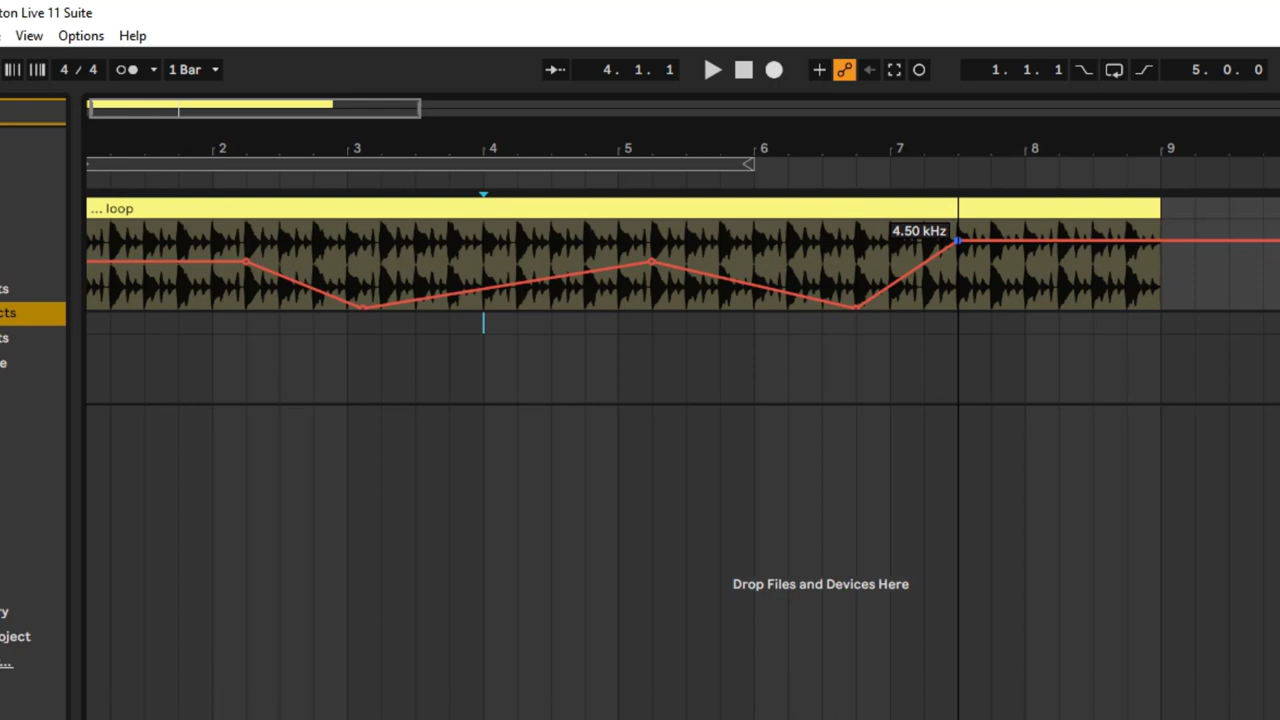 ton Live 11 Suite
View Options Help
4 / 4 1 Bar 4. 1. 1 1. 1. 1 5. 0. 0
2 3 4 5 6 7 8 9
... loop
4.50 kHz
ts
cts
ts
e
Drop Files and Devices Here
ry
oject
...